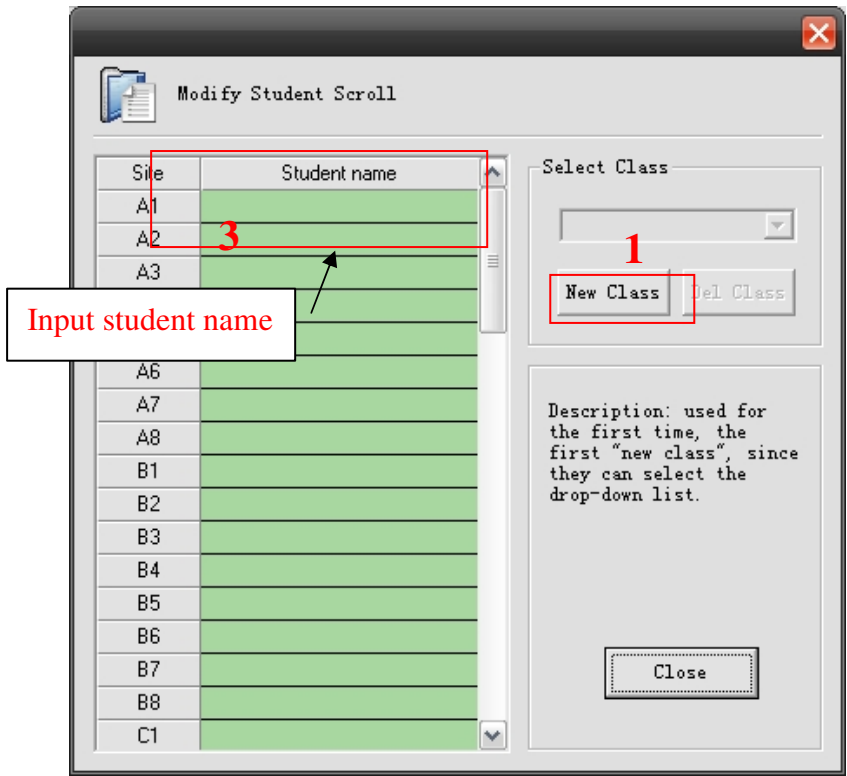 Modify Student Scroll
Site Student name
A1
A2
3
A3
Input student name
A6
A7
A8
B1
B2
B3
B4
B5
B6
B7
B8
C1
Select Class
1
New Class Del Class
Description: used for
the first time, the
first "new class", since
they can select the
drop-down list.
Close